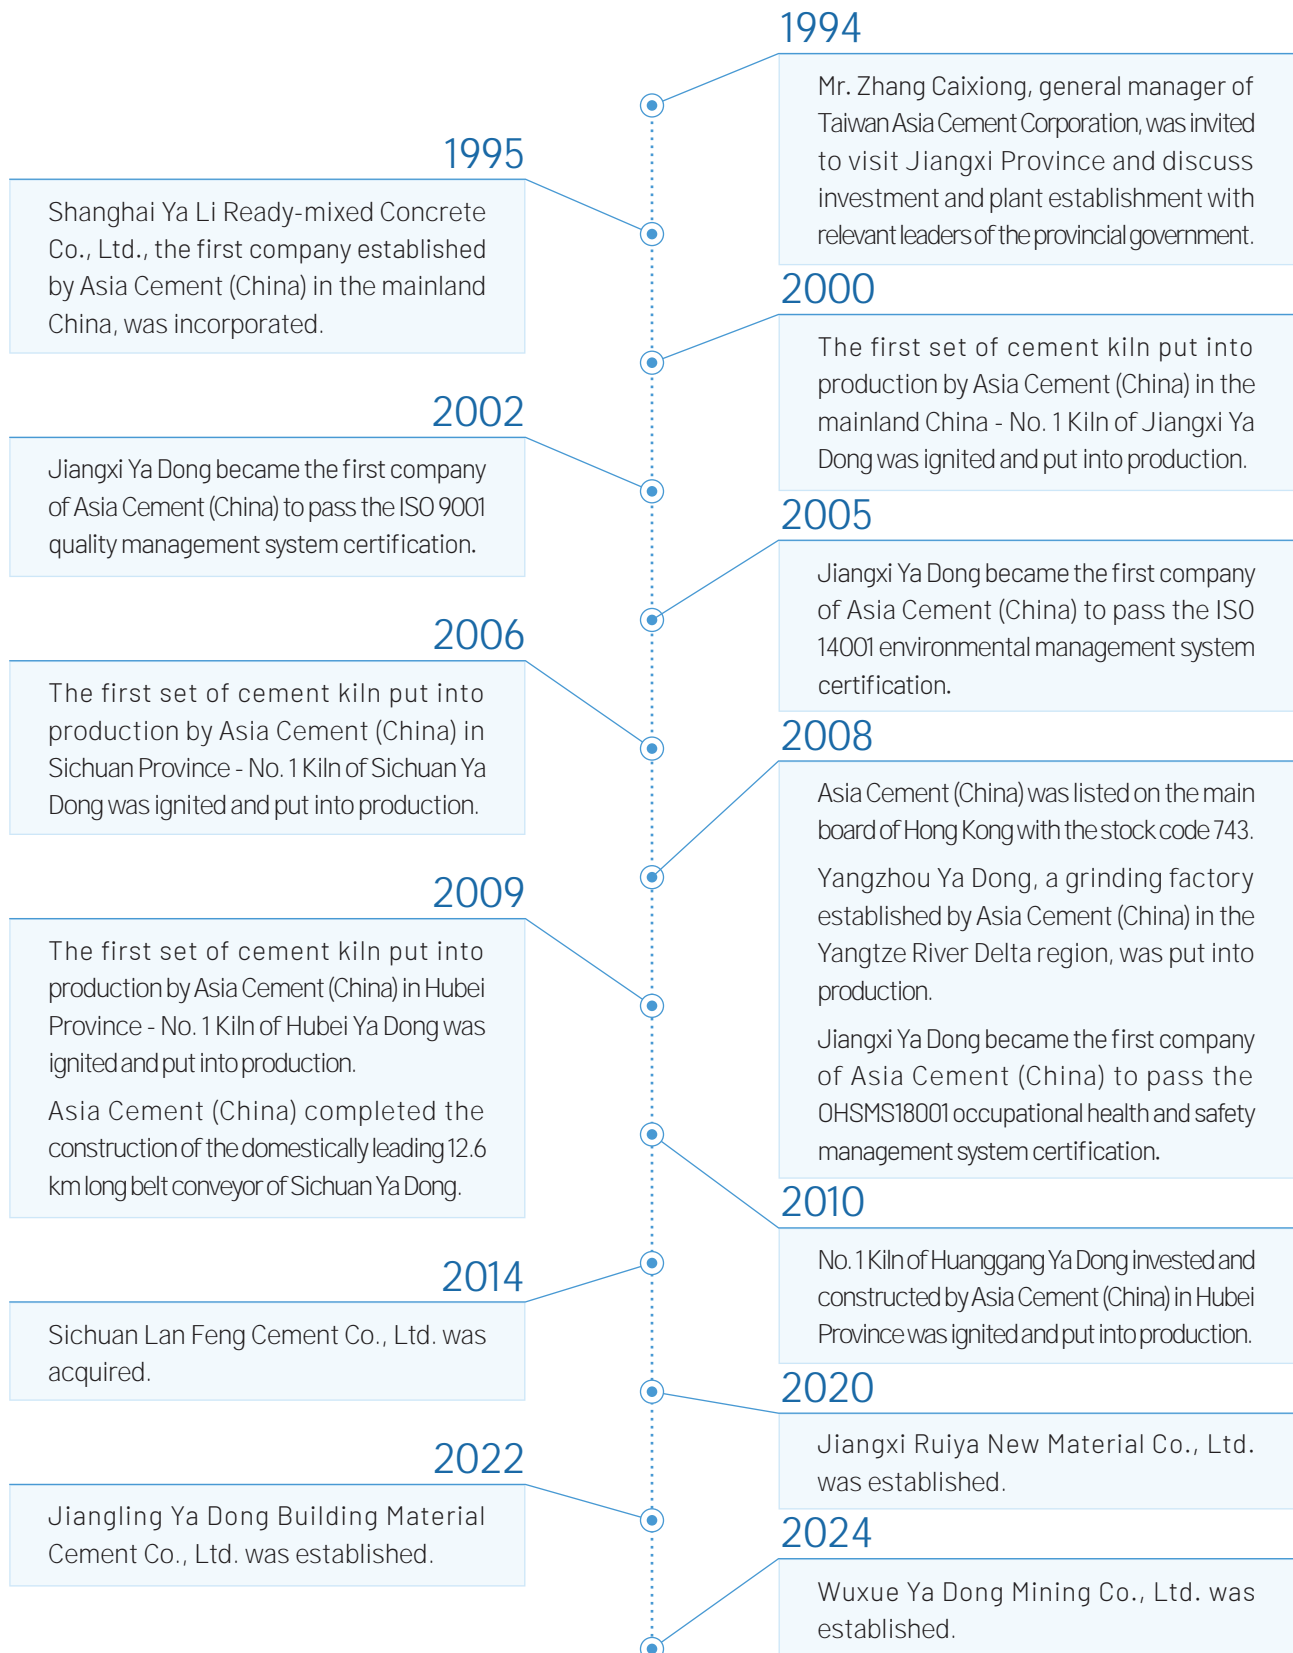 1994
Mr. Zhang Caixiong, general manager of
Taiwan Asia Cement Corporation, was invited
to visit Jiangxi Province and discuss
investment and plant establishment with
relevant leaders of the provincial government.
1995
Shanghai Ya Li Ready-mixed Concrete
Co., Ltd., the first company established
by Asia Cement (China) in the mainland
China, was incorporated.
2000
The first set of cement kiln put into
production by Asia Cement (China) in the
mainland China - No. 1 Kiln of Jiangxi Ya
Dong was ignited and put into production.
2002
Jiangxi Ya Dong became the first company
of Asia Cement (China) to pass the ISO 9001
quality management system certification.
2005
Jiangxi Ya Dong became the first company
of Asia Cement (China) to pass the ISO
14001 environmental management system
certification.
2006
The first set of cement kiln put into
production by Asia Cement (China) in
Sichuan Province - No. 1 Kiln of Sichuan Ya
Dong was ignited and put into production.
2008
Asia Cement (China) was listed on the main
board of Hong Kong with the stock code 743.
Yangzhou Ya Dong, a grinding factory
established by Asia Cement (China) in the
Yangtze River Delta region, was put into
production.
Jiangxi Ya Dong became the first company
of Asia Cement (China) to pass the
OHSMS18001 occupational health and safety
management system certification.
2009
The first set of cement kiln put into
production by Asia Cement (China) in Hubei
Province - No. 1 Kiln of Hubei Ya Dong was
ignited and put into production.
Asia Cement (China) completed the
construction of the domestically leading 12.6
km long belt conveyor of Sichuan Ya Dong.
2010
No. 1 Kiln of Huanggang Ya Dong invested and
constructed by Asia Cement (China) in Hubei
Province was ignited and put into production.
2014
Sichuan Lan Feng Cement Co., Ltd. was
acquired.
2020
Jiangxi Ruiya New Material Co., Ltd.
was established.
2022
Jiangling Ya Dong Building Material
Cement Co., Ltd. was established.
2024
Wuxue Ya Dong Mining Co., Ltd. was
established.